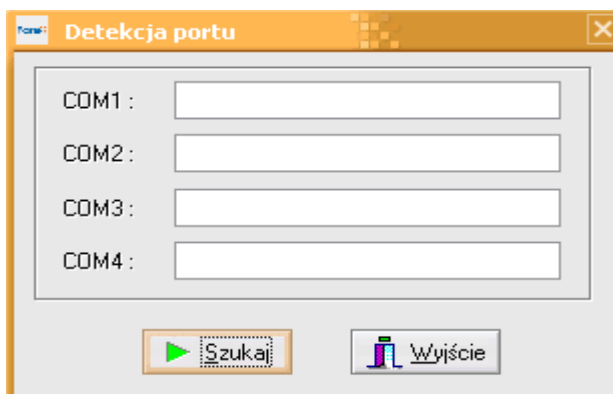 Detekcja portu
COM1 :
COM2 :
COM3 :
COM4 :
Szukaj Wyjście